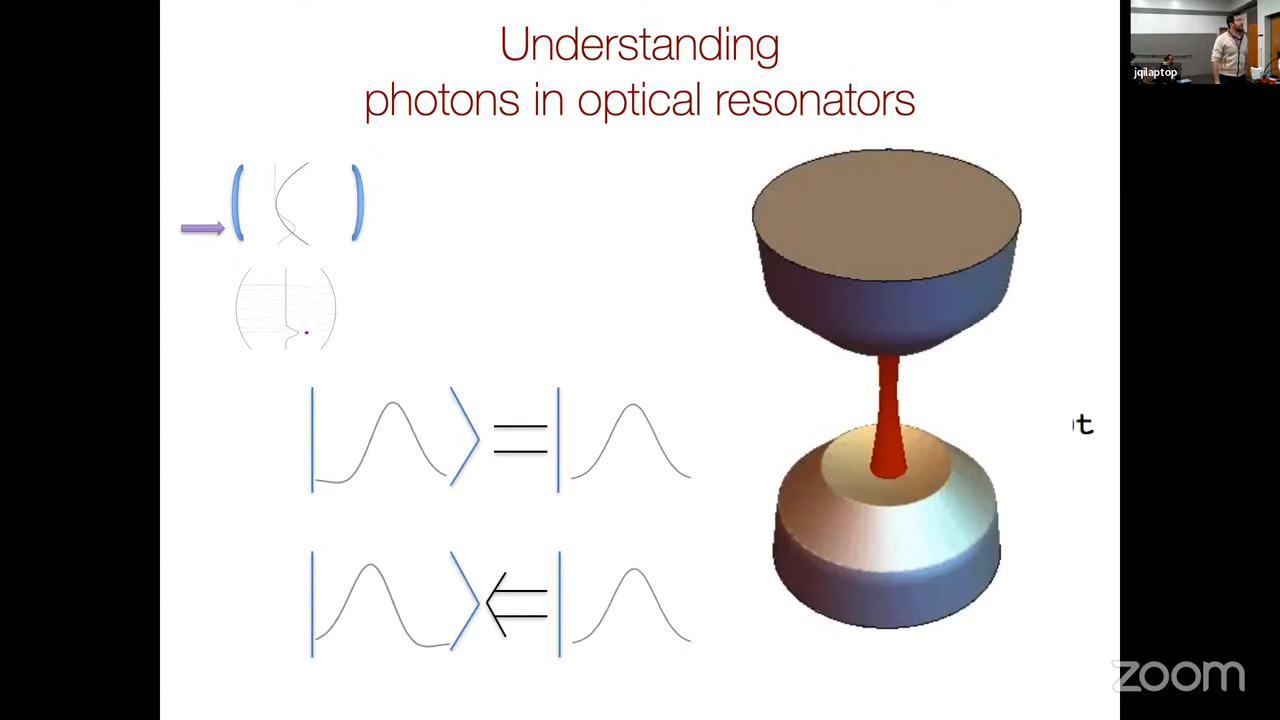 Understanding
photons in optical resonators
jqilaptop
t
zoom